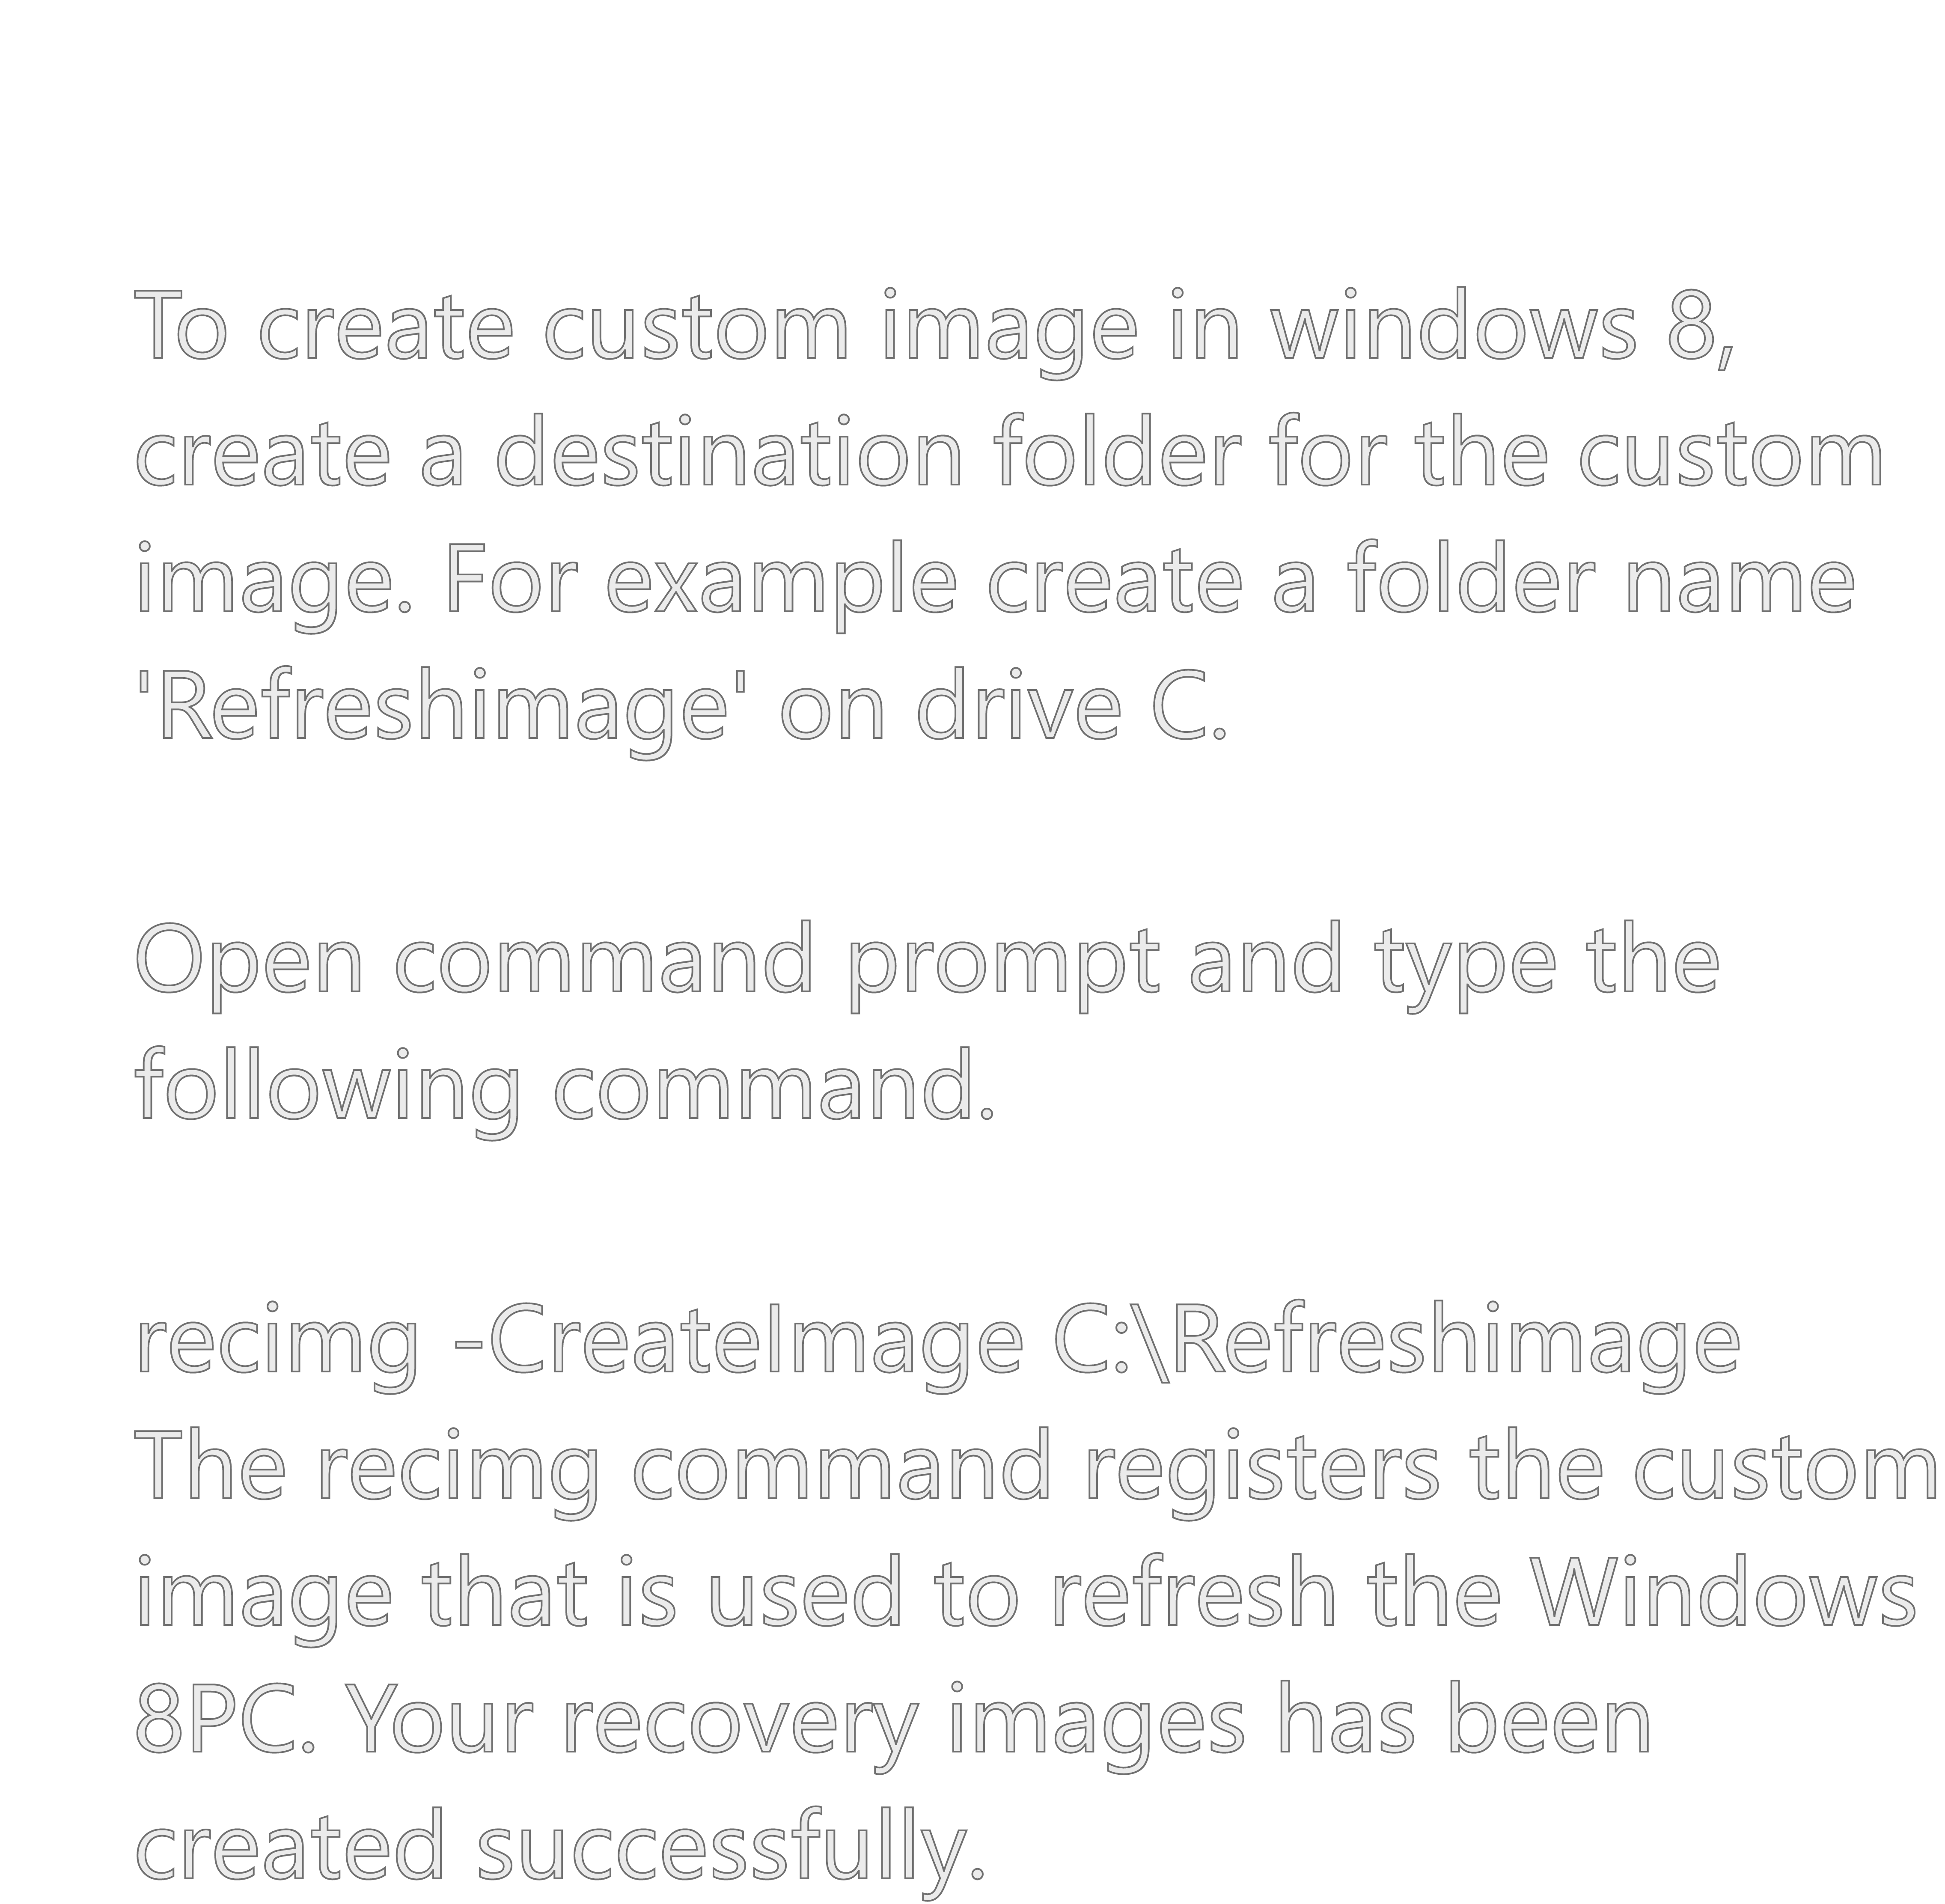 To create custom image in windows 8,
create a destination folder for the custom
image. For example create a folder name
'Refreshimage' on drive C.
Open command prompt and type the
following command.
recimg -CreateImage C:\Refreshimage
The recimg command registers the custom
image that is used to refresh the Windows
8PC. Your recovery images has been
created successfully.